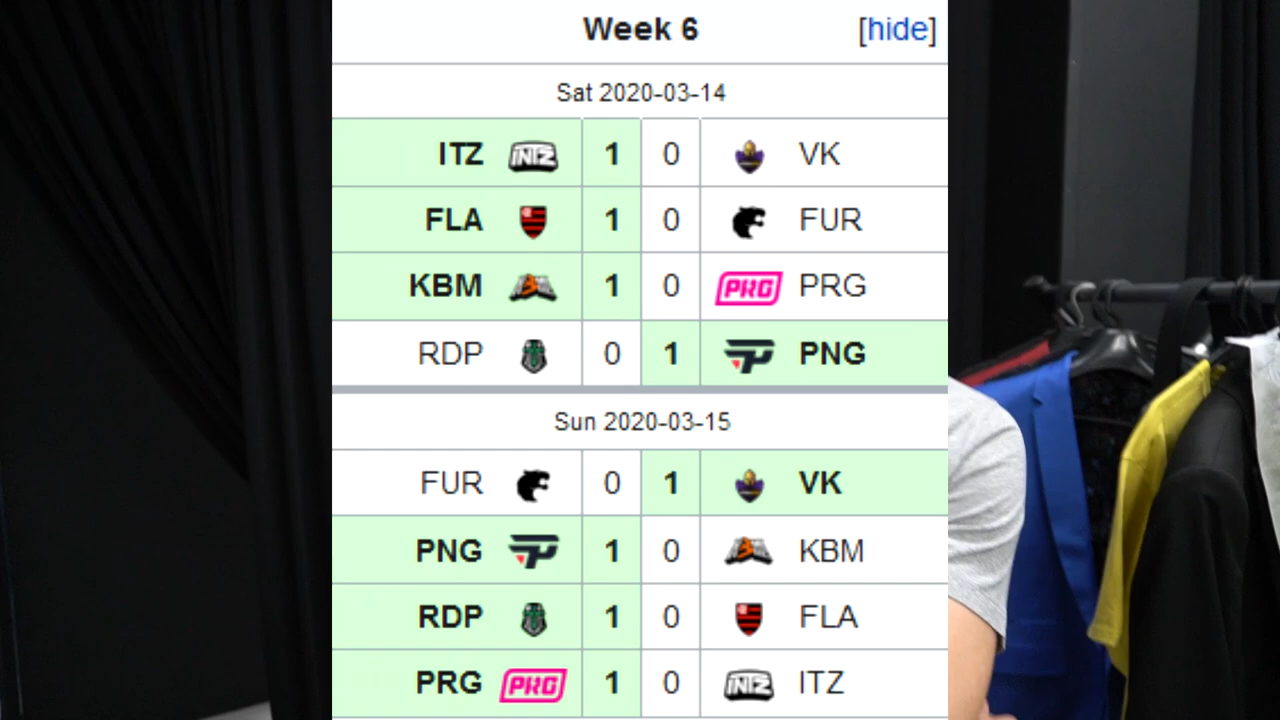 Week 6 [hide]
Sat 2020-03-14
ITZ INTZ 1 0 VK
FLA 1 0 FUR
KBM 1 0 PRG PRG
RDP 0 1 PNG
Sun 2020-03-15
FUR 0 1 VK
PNG 1 0 KBM
RDP 1 0 FLA
PRG PRG 1 0 INTZ ITZ